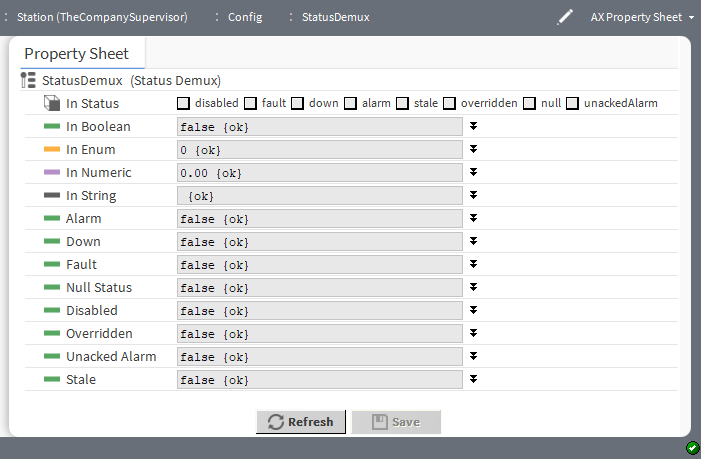 : Station (TheCompanySupervisor) : Config : StatusDemux AX Property Sheet
Property Sheet
StatusDemux (Status Demux)
In Status disabled fault down alarm stale overridden null unackedAlarm
In Boolean false {ok}
In Enum 0 {ok}
In Numeric 0.00 {ok}
In String {ok}
Alarm false {ok}
Down false {ok}
Fault false {ok}
Null Status false {ok}
Disabled false {ok}
Overridden false {ok}
Unacked Alarm false {ok}
Stale false {ok}
Refresh Save